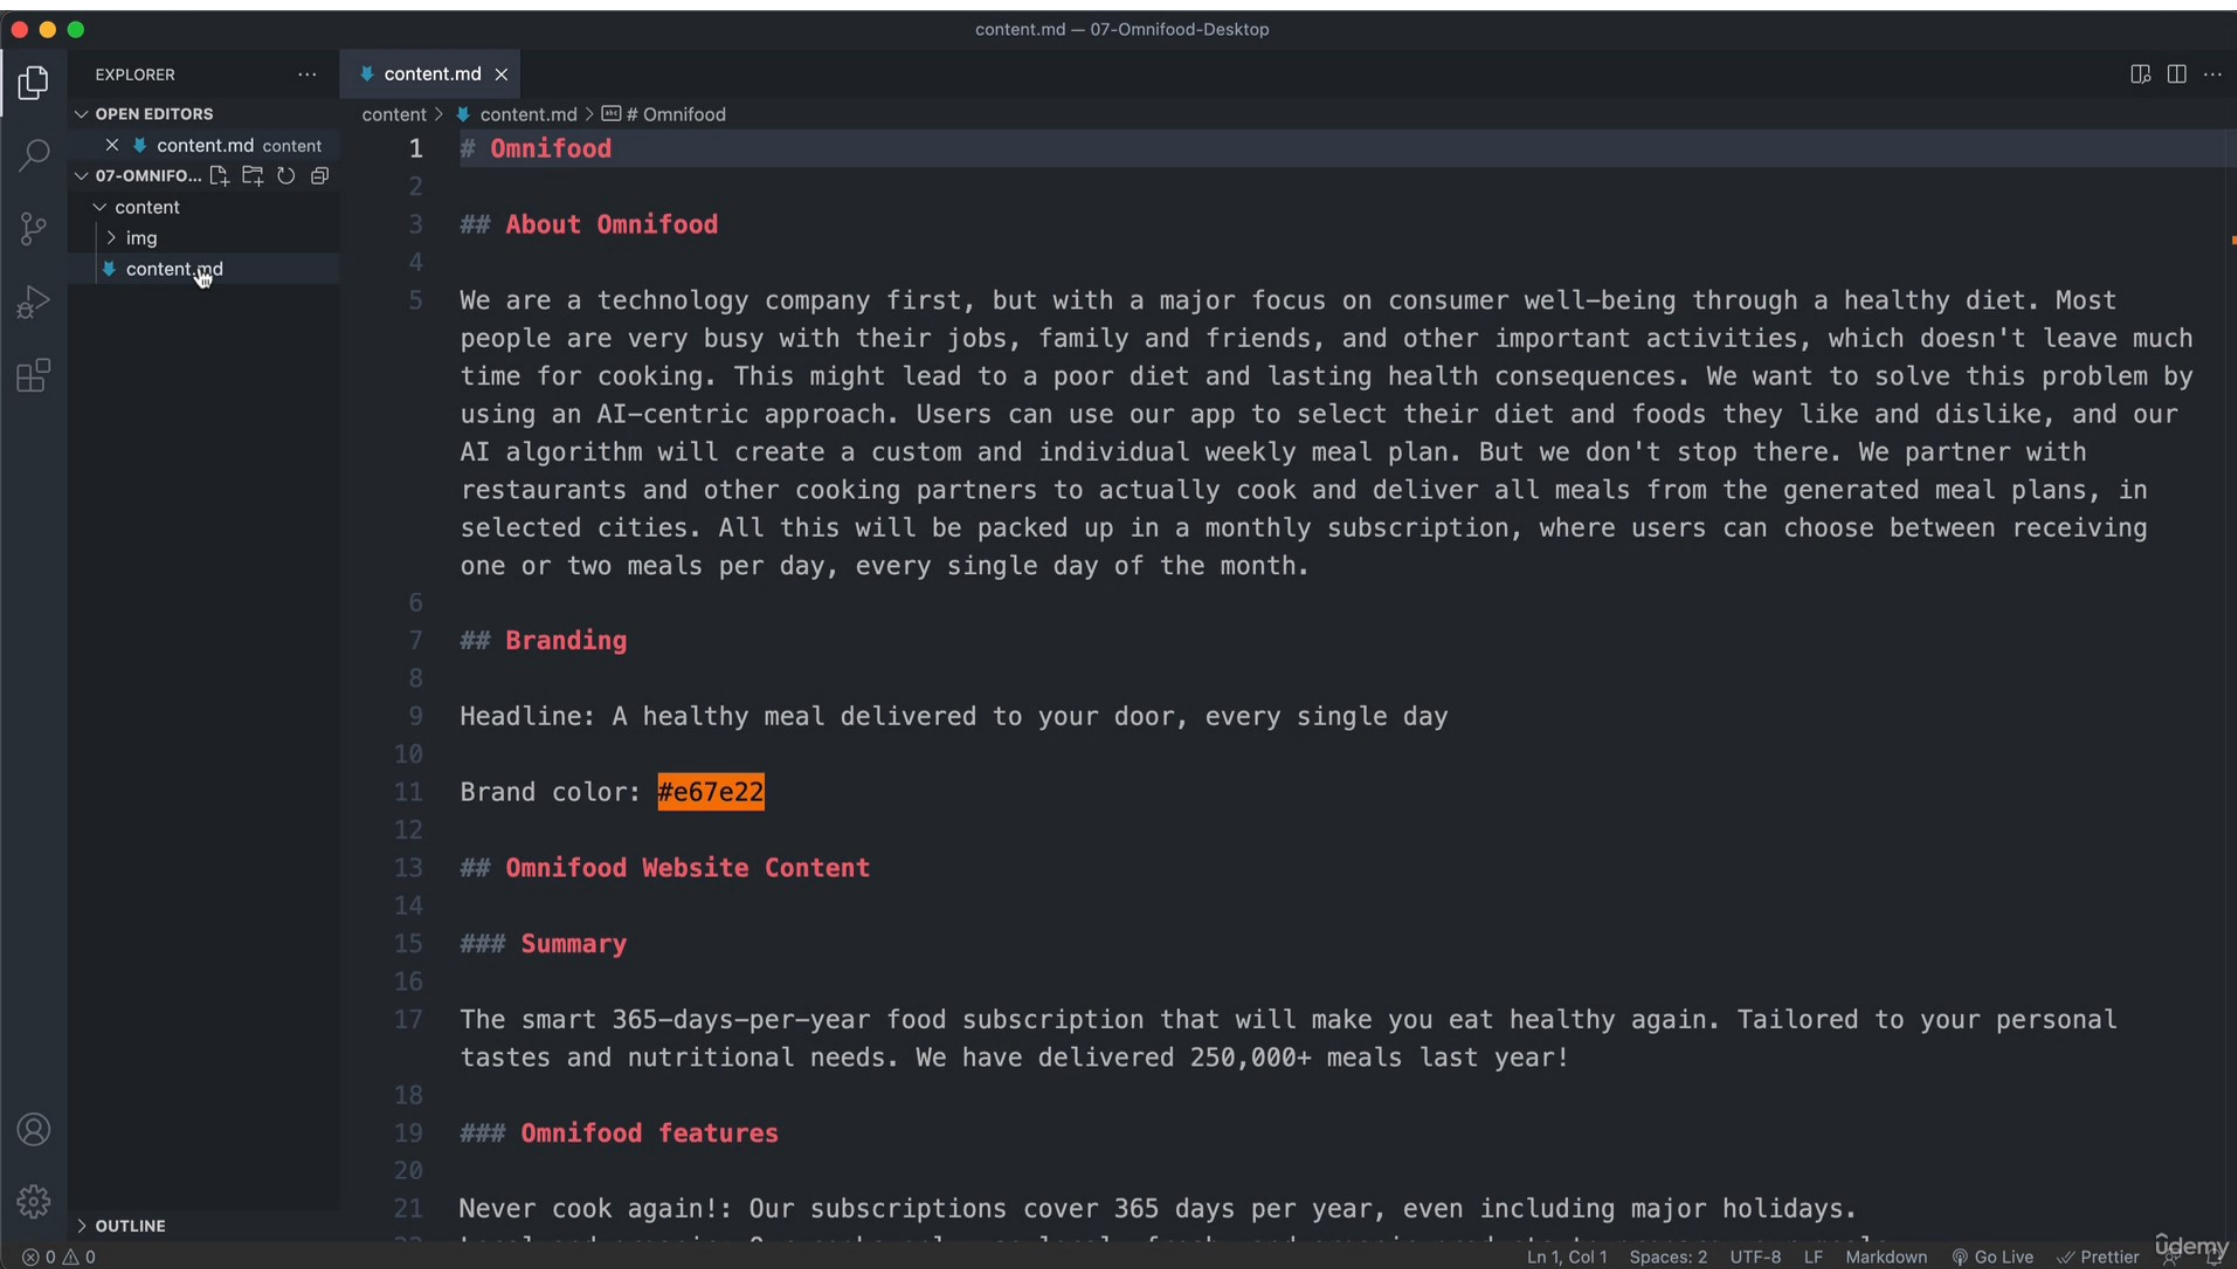 content.md — 07-Omnifood-Desktop
EXPLORER
content.md
OPEN EDITORS
content.md content
07-OMNIFO...
content
img
content.md
content > content.md > # Omnifood
1 # Omnifood
2
3 ## About Omnifood
4
5 We are a technology company first, but with a major focus on consumer well-being through a healthy diet. Most
people are very busy with their jobs, family and friends, and other important activities, which doesn't leave much
time for cooking. This might lead to a poor diet and lasting health consequences. We want to solve this problem by
using an AI-centric approach. Users can use our app to select their diet and foods they like and dislike, and our
AI algorithm will create a custom and individual weekly meal plan. But we don't stop there. We partner with
restaurants and other cooking partners to actually cook and deliver all meals from the generated meal plans, in
selected cities. All this will be packed up in a monthly subscription, where users can choose between receiving
one or two meals per day, every single day of the month.
6
7 ## Branding
8
9 Headline: A healthy meal delivered to your door, every single day
10
11 Brand color: #e67e22
12
13 ## Omnifood Website Content
14
15 ### Summary
16
17 The smart 365-days-per-year food subscription that will make you eat healthy again. Tailored to your personal
tastes and nutritional needs. We have delivered 250,000+ meals last year!
18
19 ### Omnifood features
20
21 Never cook again!: Our subscriptions cover 365 days per year, even including major holidays.
OUTLINE
0 0
Ln 1, Col 1 Spaces: 2 UTF-8 LF Markdown Go Live Prettier
ûdemy